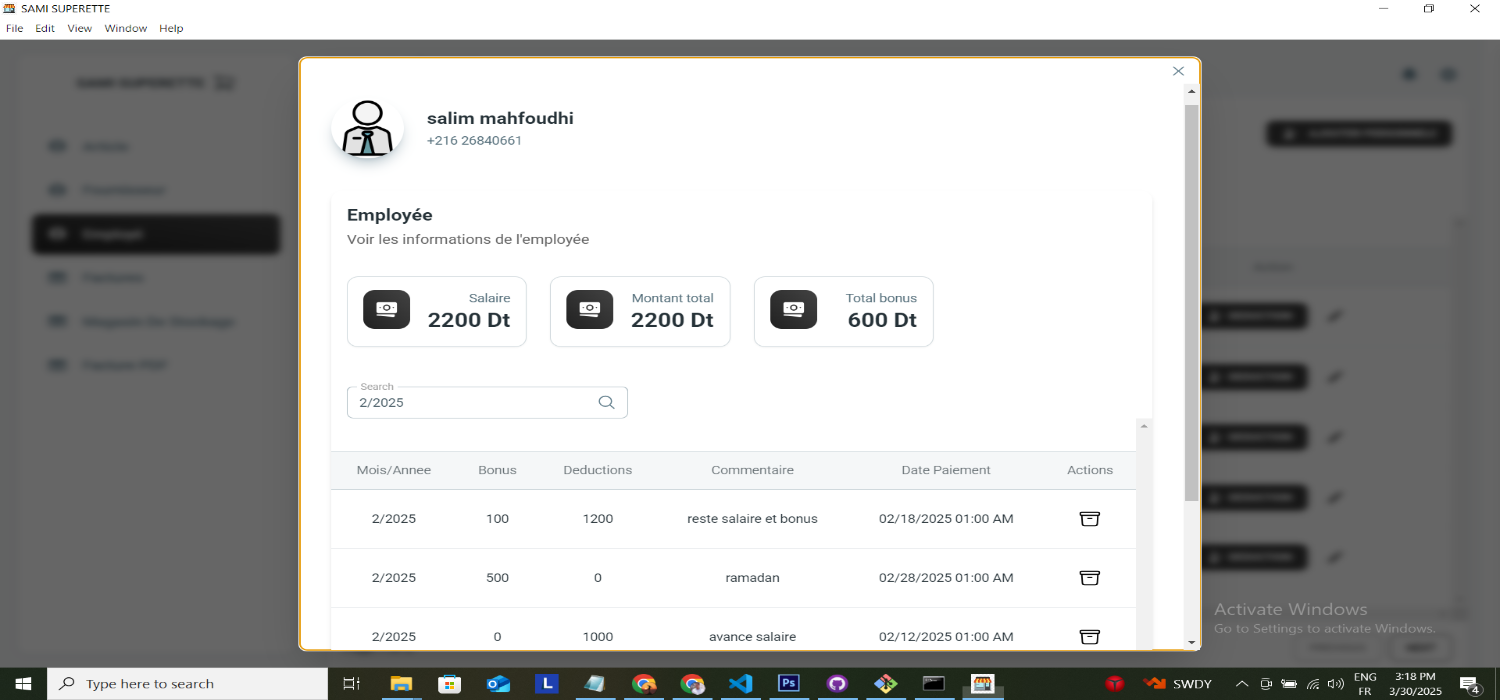 SAMI SUPERETTE
File Edit View Window Help
SAMI SUPERETTE
salim mahfoudhi
+216 26840661
Employée
Voir les informations de l'employée
Salaire
2200 Dt
Montant total
2200 Dt
Total bonus
600 Dt
Search
2/2025
Mois/Annee Bonus Deductions Commentaire Date Paiement Actions
2/2025 100 1200 reste salaire et bonus 02/18/2025 01:00 AM
2/2025 500 0 ramadan 02/28/2025 01:00 AM
2/2025 0 1000 avance salaire 02/12/2025 01:00 AM
Activate Windows
Go to Settings to activate Windows.
Type here to search
L
Ps
SWDY
ENG
FR
3:18 PM
3/30/2025
4